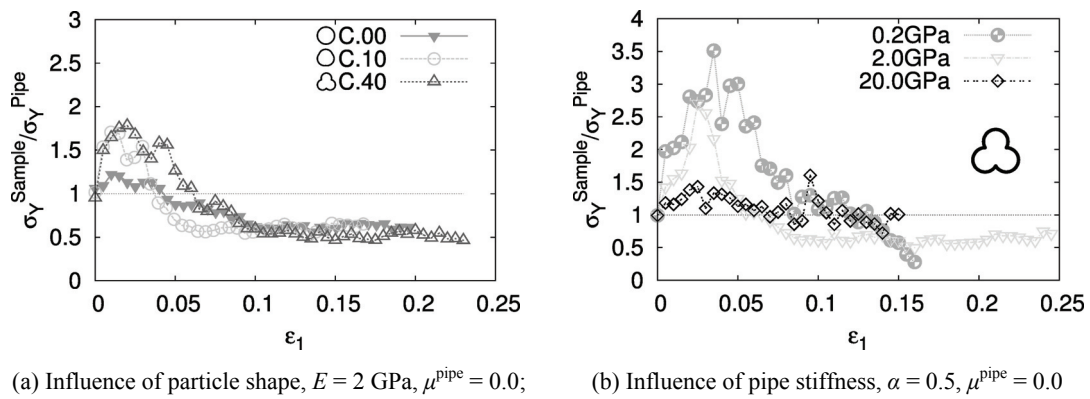 3
2.5
2
1.5
1
0.5
0
σY^Sample/σY^Pipe
C.00
C.10
C.40
0 0.05 0.1 0.15 0.2 0.25
ε1
(a) Influence of particle shape, E = 2 GPa, μ^pipe = 0.0;
4
3.5
3
2.5
2
1.5
1
0.5
0
σY^Sample/σY^Pipe
0.2GPa
2.0GPa
20.0GPa
0 0.05 0.1 0.15 0.2 0.25
ε1
(b) Influence of pipe stiffness, α = 0.5, μ^pipe = 0.0